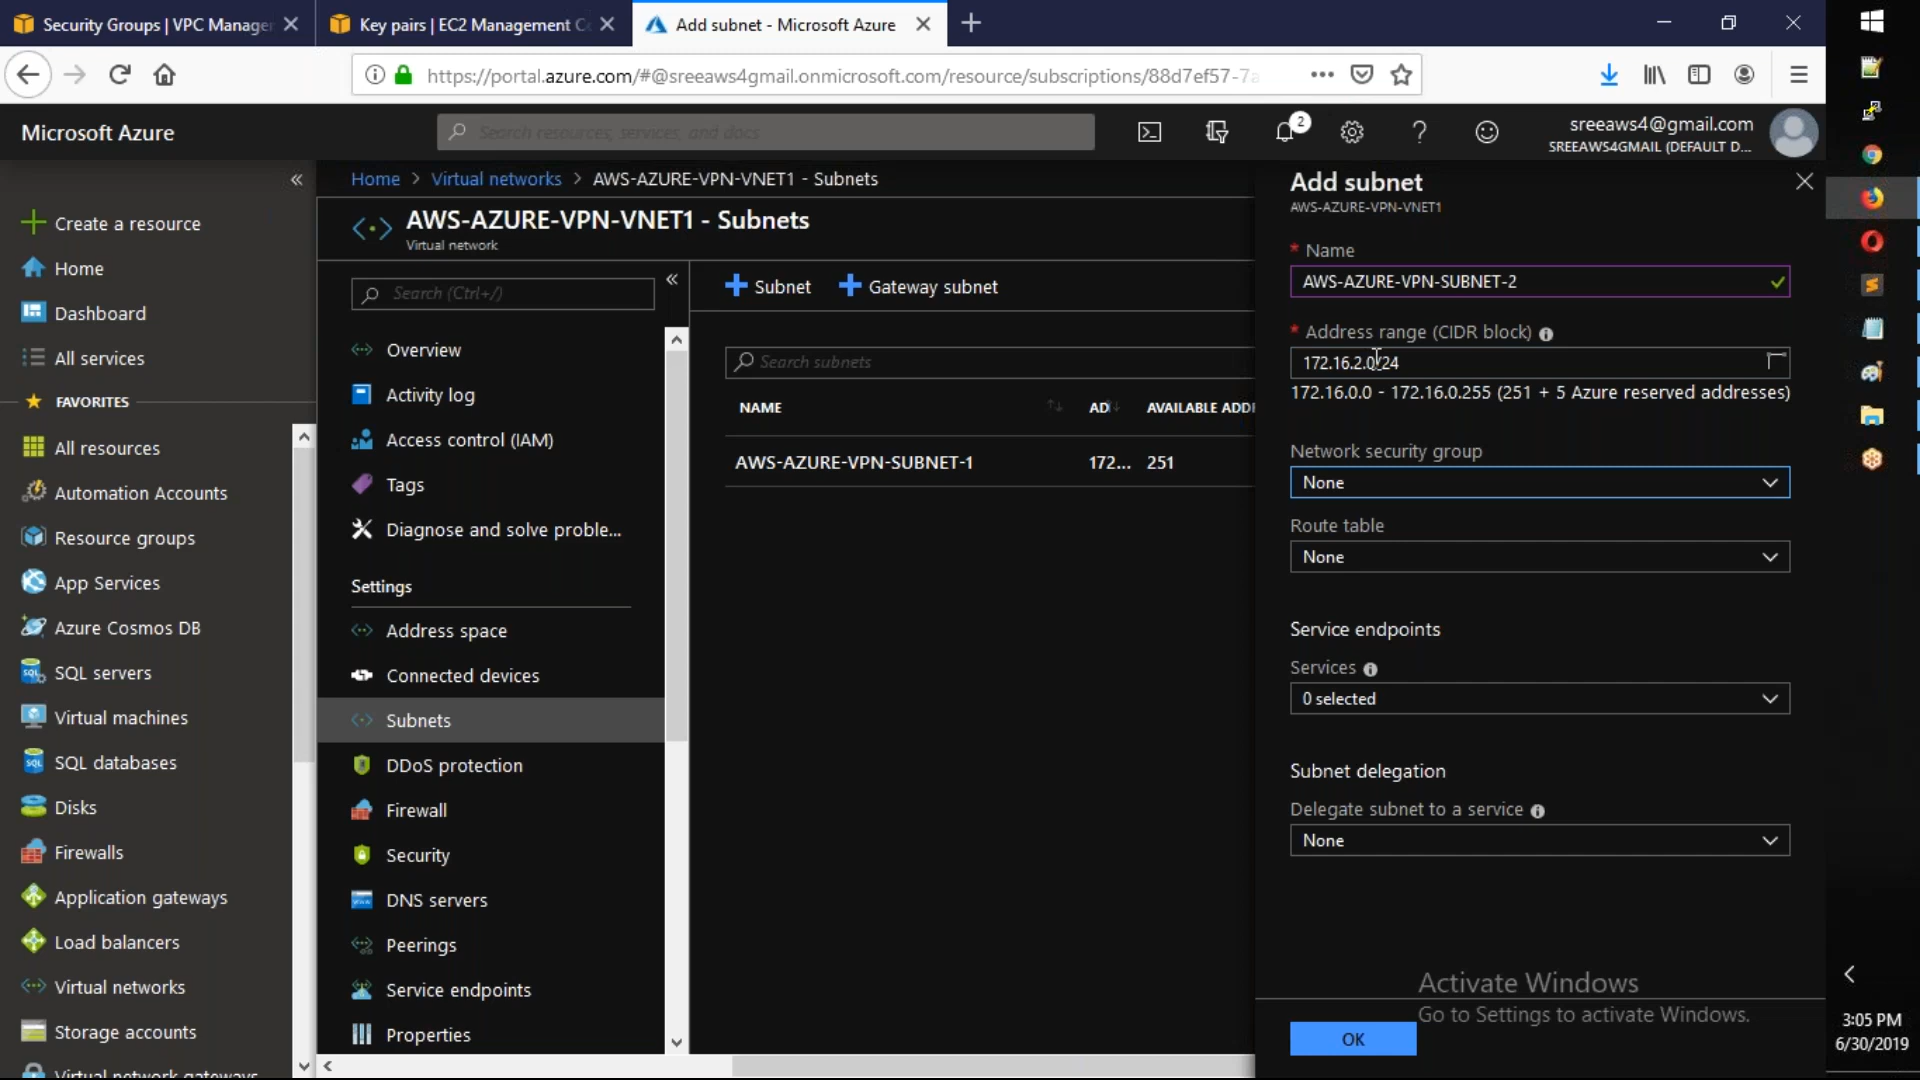 Security Groups | VPC Manage
Key pairs | EC2 Management C
Add subnet - Microsoft Azure
https://portal.azure.com/#@sreeaws4gmail.onmicrosoft.com/resource/subscriptions/88d7ef57-7a
Microsoft Azure
Search resources, services, and docs
2
sreeaws4@gmail.com
SREEAWS4GMAIL (DEFAULT D...
Create a resource
Home
Dashboard
All services
FAVORITES
All resources
Automation Accounts
Resource groups
App Services
Azure Cosmos DB
SQL servers
Virtual machines
SQL databases
Disks
Firewalls
Application gateways
Load balancers
Virtual networks
Storage accounts
Virtual network gateways
Home > Virtual networks > AWS-AZURE-VPN-VNET1 - Subnets
AWS-AZURE-VPN-VNET1 - Subnets
Virtual network
Search (Ctrl+/)
Overview
Activity log
Access control (IAM)
Tags
Diagnose and solve proble...
Settings
Address space
Connected devices
Subnets
DDoS protection
Firewall
Security
DNS servers
Peerings
Service endpoints
Properties
Subnet
Gateway subnet
Search subnets
NAME AD AVAILABLE ADD
AWS-AZURE-VPN-SUBNET-1 172... 251
Add subnet
AWS-AZURE-VPN-VNET1
* Name
AWS-AZURE-VPN-SUBNET-2
* Address range (CIDR block)
172.16.2.0/24
172.16.0.0 - 172.16.0.255 (251 + 5 Azure reserved addresses)
Network security group
None
Route table
None
Service endpoints
Services
0 selected
Subnet delegation
Delegate subnet to a service
None
Activate Windows
Go to Settings to activate Windows.
OK
3:05 PM
6/30/2019